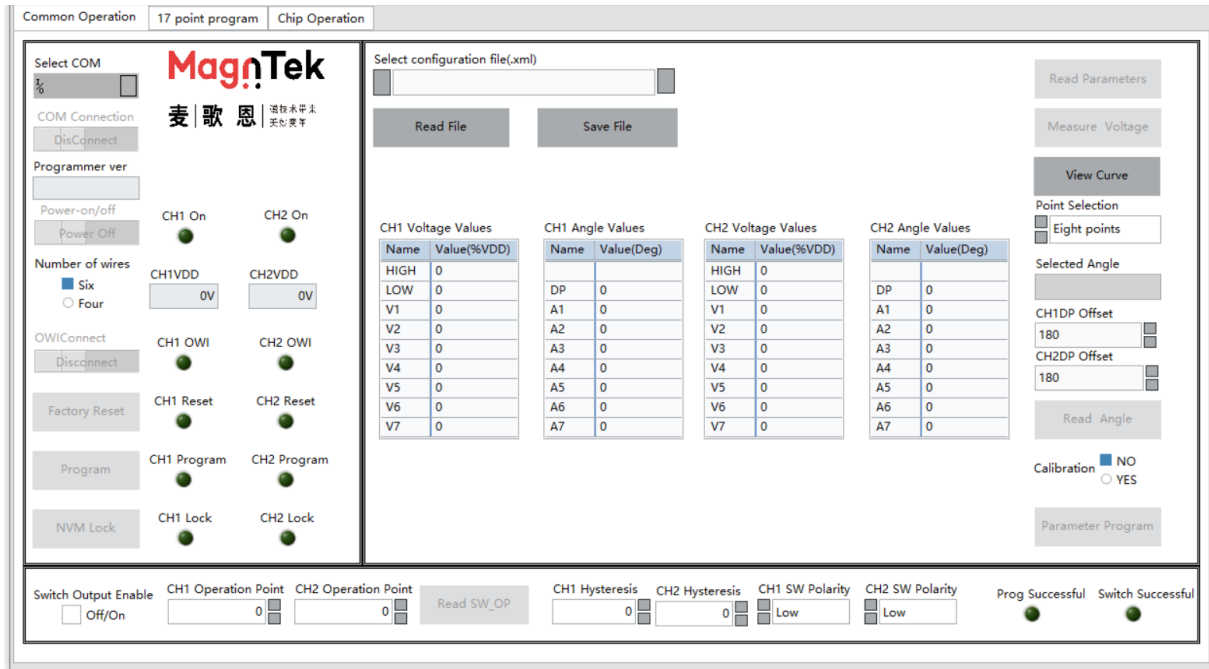 Common Operation
17 point program
Chip Operation
Select COM
MagnTek
麦歌恩
COM Connection
DisConnect
Programmer ver
Power-on/off
Power Off
CH1 On
CH2 On
Number of wires
Six
Four
CH1VDD
CH2VDD
0V
0V
OWIConnect
Disconnect
CH1 OWI
CH2 OWI
Factory Reset
CH1 Reset
CH2 Reset
Program
CH1 Program
CH2 Program
NVM Lock
CH1 Lock
CH2 Lock
Select configuration file(.xml)
Read File
Save File
CH1 Voltage Values
Name Value(%VDD)
HIGH 0
LOW 0
V1 0
V2 0
V3 0
V4 0
V5 0
V6 0
V7 0
CH1 Angle Values
Name Value(Deg)
DP 0
A1 0
A2 0
A3 0
A4 0
A5 0
A6 0
A7 0
CH2 Voltage Values
Name Value(%VDD)
HIGH 0
LOW 0
V1 0
V2 0
V3 0
V4 0
V5 0
V6 0
V7 0
CH2 Angle Values
Name Value(Deg)
DP 0
A1 0
A2 0
A3 0
A4 0
A5 0
A6 0
A7 0
Read Parameters
Measure Voltage
View Curve
Point Selection
Eight points
Selected Angle
CH1DP Offset
180
CH2DP Offset
180
Read Angle
Calibration
NO
YES
Parameter Program
Switch Output Enable
Off/On
CH1 Operation Point
0
CH2 Operation Point
0
Read SW_OP
CH1 Hysteresis
0
CH2 Hysteresis
0
CH1 SW Polarity
Low
CH2 SW Polarity
Low
Prog Successful
Switch Successful